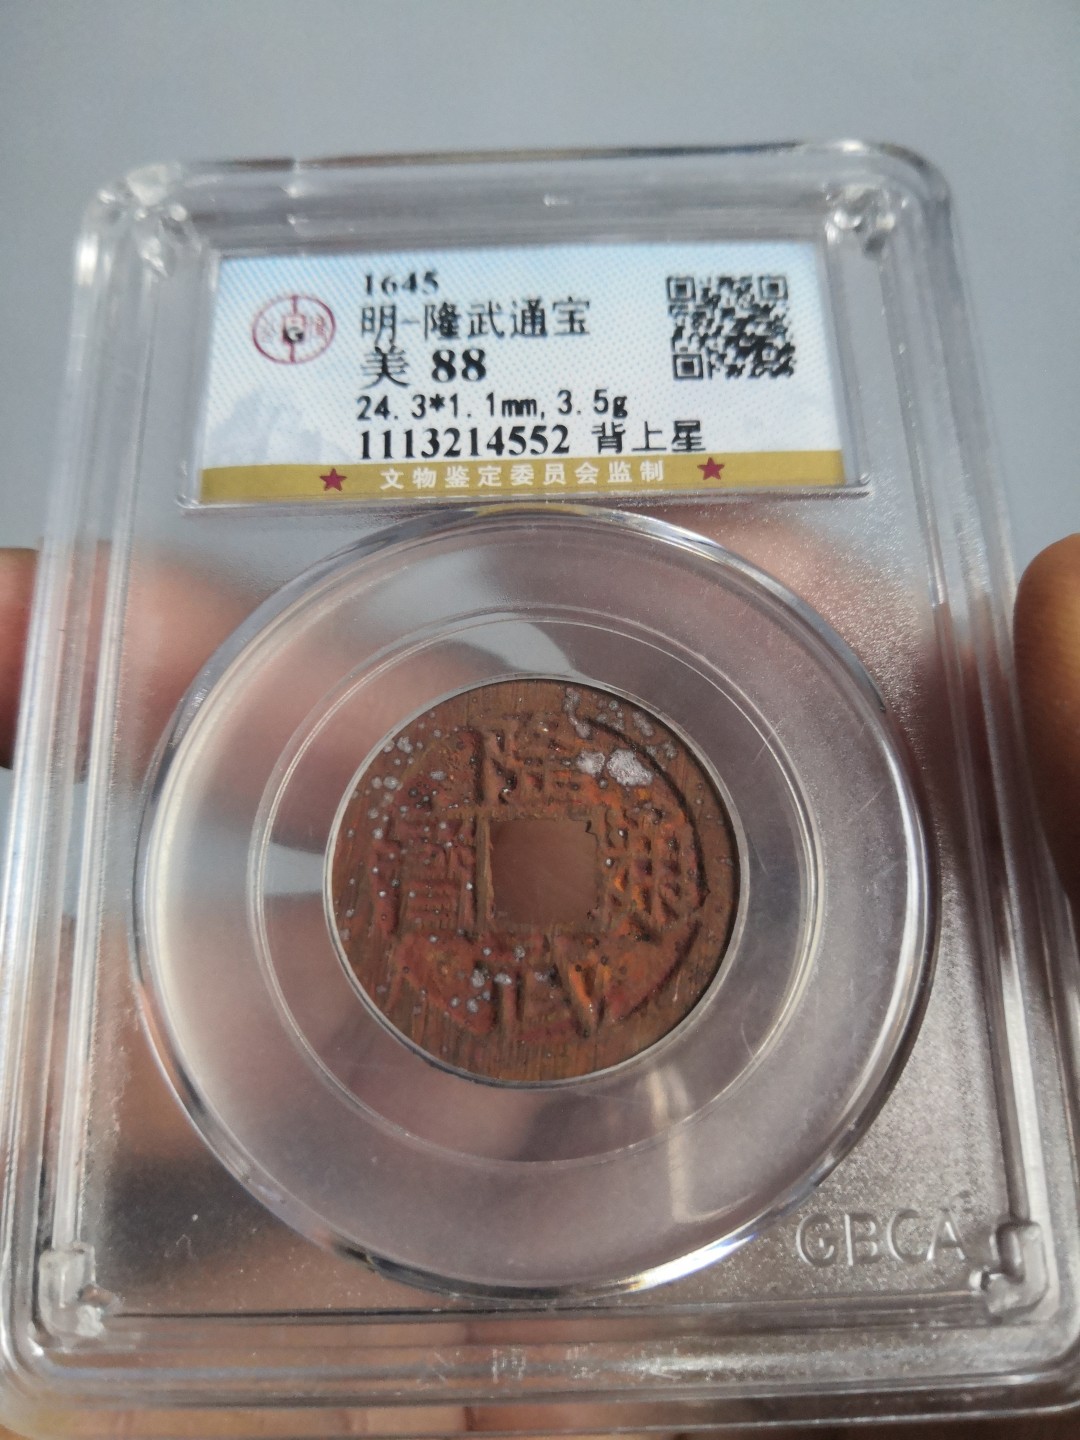 1645
明-隆武通宝
美 88
24.3*1.1mm,3.5g
1113214552 背上星
★ 文物鉴定委员会监制 ★
隆武通寶
GBCA